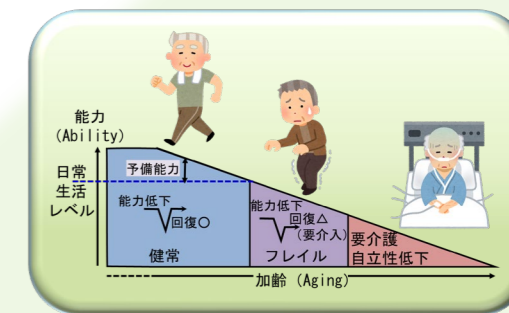 能力
(Ability)
日常
生活
レベル
予備能力
能力低下
回復○
健常
能力低下
回復△
(要介入)
フレイル
要介護
自立性低下
加齢 (Aging)